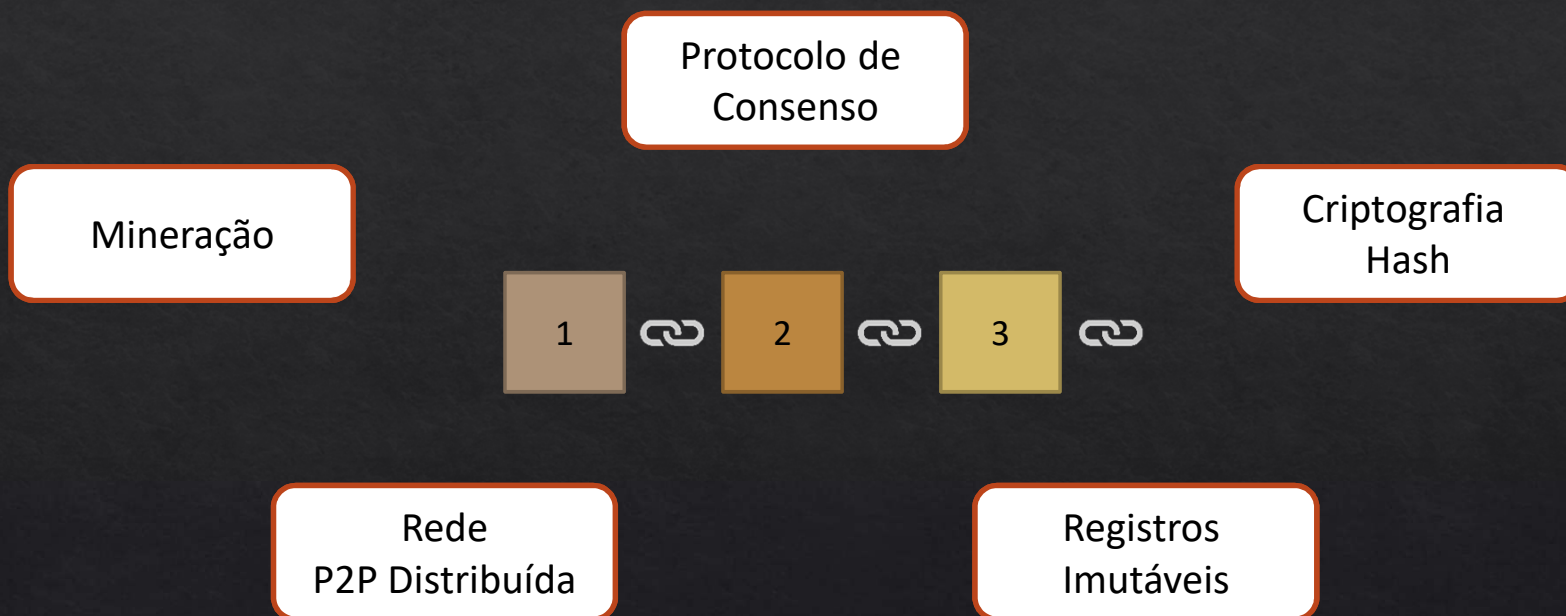 Protocolo de
Consenso
Mineração
Criptografia
Hash
1
2
3
Rede
P2P Distribuída
Registros
Imutáveis